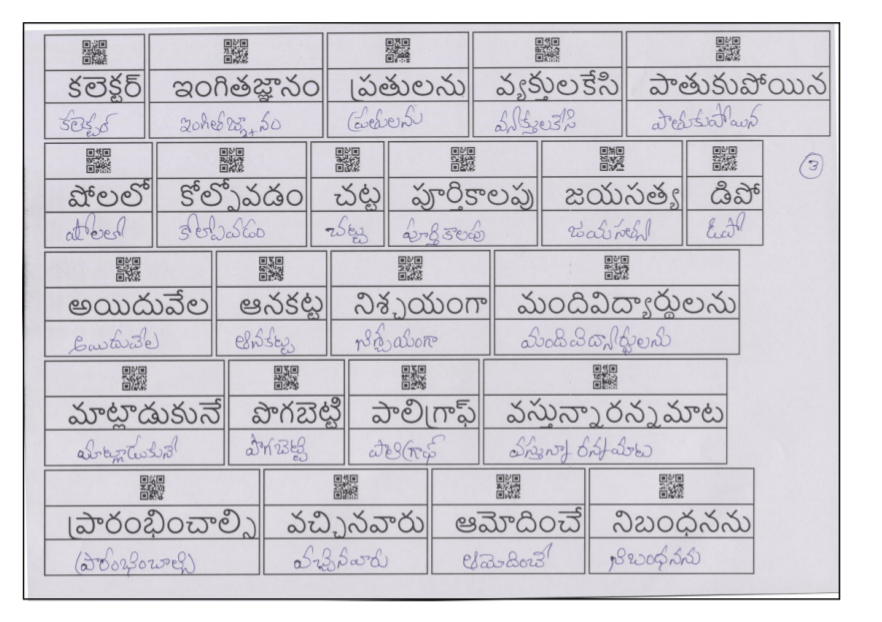 కలెక్టర్ ఇంగితజ్ఞానం ప్రతులను వ్యక్తులకేసి పాతుకుపోయిన
కలెక్టర్ ఇంగితజ్ఞానం ప్రతులను వ్యక్తులకేసి పాతుకుపోయిన
3
షోలలో కోల్పోవడం చట్ట పూర్తికాలపు జయసత్య డిపో
షోలలో కోల్పోవడం చట్ట పూర్తికాలపు జయసత్య డిపో
అయిదువేల ఆనకట్ట నిశ్చయంగా మందివిద్యార్థులను
అయిదువేల ఆనకట్ట నిశ్చయంగా మందివిద్యార్థులను
మాట్లాడుకునే పొగబెట్టి పాలిగ్రాఫ్ వస్తున్నారన్నమాట
మాట్లాడుకునే పొగబెట్టి పాలిగ్రాఫ్ వస్తున్నారన్నమాట
ప్రారంభించాల్సి వచ్చినవారు ఆమోదించే నిబంధనను
ప్రారంభించాల్సి వచ్చినవారు ఆమోదించే నిబంధనను